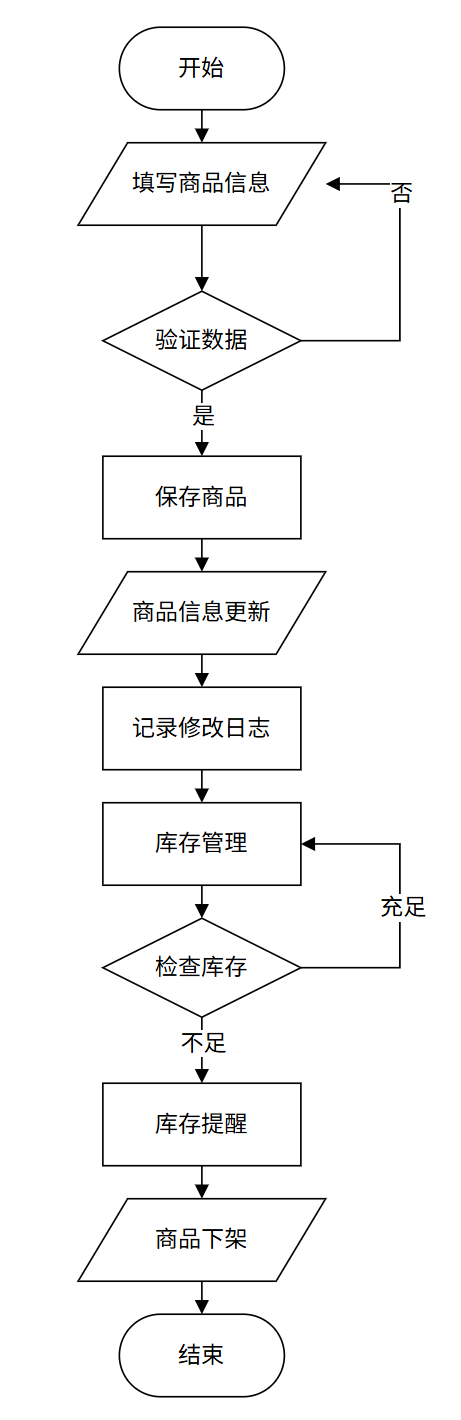 开始
填写商品信息
否
验证数据
是
保存商品
商品信息更新
记录修改日志
库存管理
充足
检查库存
不足
库存提醒
商品下架
结束